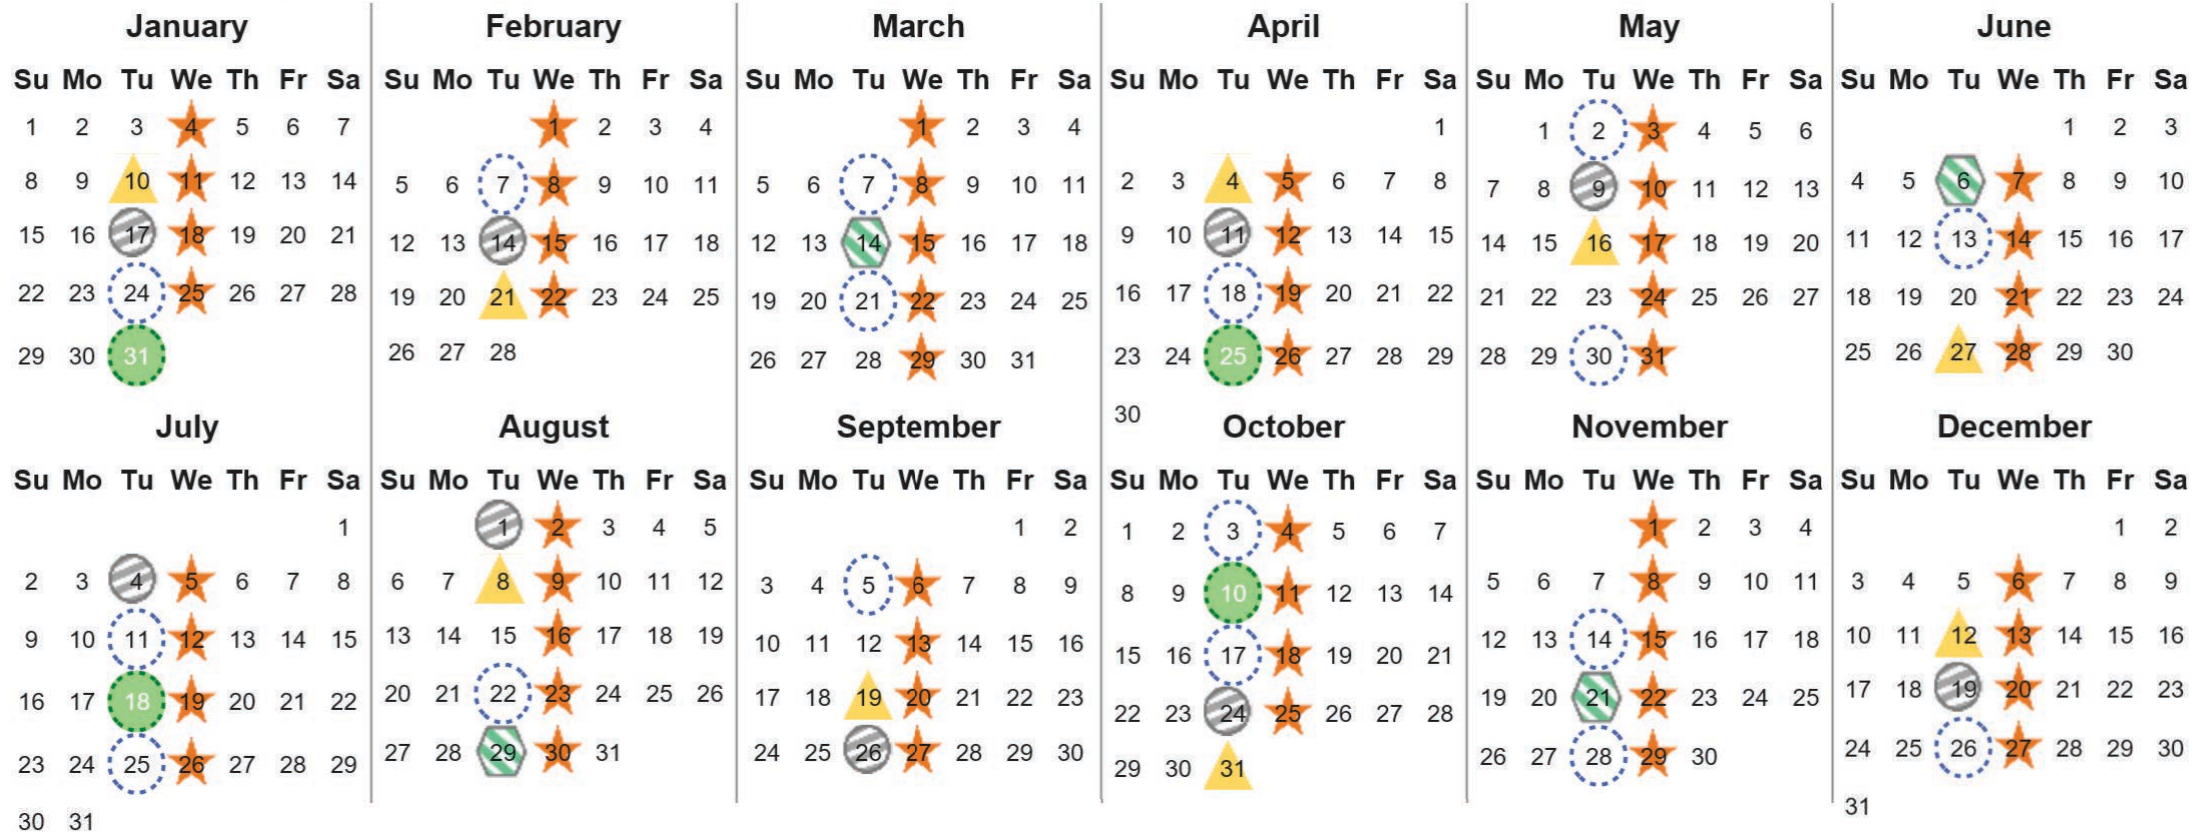 January February March April May June
Su Mo Tu We Th Fr Sa Su Mo Tu We Th Fr Sa Su Mo Tu We Th Fr Sa Su Mo Tu We Th Fr Sa Su Mo Tu We Th Fr Sa Su Mo Tu We Th Fr Sa
1 2 3 4 5 6 7 1 2 3 4 1 2 3 4 1 1 2 3 4 5 6 1 2 3
8 9 10 11 12 13 14 5 6 7 8 9 10 11 5 6 7 8 9 10 11 2 3 4 5 6 7 8 7 8 9 10 11 12 13 4 5 6 7 8 9 10
15 16 17 18 19 20 21 12 13 14 15 16 17 18 12 13 14 15 16 17 18 9 10 11 12 13 14 15 14 15 16 17 18 19 20 11 12 13 14 15 16 17
22 23 24 25 26 27 28 19 20 21 22 23 24 25 19 20 21 22 23 24 25 16 17 18 19 20 21 22 21 22 23 24 25 26 27 18 19 20 21 22 23 24
29 30 31 26 27 28 26 27 28 29 30 31 23 24 25 26 27 28 29 28 29 30 31 25 26 27 28 29 30
30
July August September October November December
Su Mo Tu We Th Fr Sa Su Mo Tu We Th Fr Sa Su Mo Tu We Th Fr Sa Su Mo Tu We Th Fr Sa Su Mo Tu We Th Fr Sa Su Mo Tu We Th Fr Sa
1 1 2 3 4 5 1 2 1 2 3 4 5 6 7 1 2 3 4 1 2
2 3 4 5 6 7 8 6 7 8 9 10 11 12 3 4 5 6 7 8 9 8 9 10 11 12 13 14 5 6 7 8 9 10 11 3 4 5 6 7 8 9
9 10 11 12 13 14 15 13 14 15 16 17 18 19 10 11 12 13 14 15 16 15 16 17 18 19 20 21 12 13 14 15 16 17 18 10 11 12 13 14 15 16
16 17 18 19 20 21 22 20 21 22 23 24 25 26 17 18 19 20 21 22 23 22 23 24 25 26 27 28 19 20 21 22 23 24 25 17 18 19 20 21 22 23
23 24 25 26 27 28 29 27 28 29 30 31 24 25 26 27 28 29 30 29 30 31 26 27 28 29 30 24 25 26 27 28 29 30
30 31 31